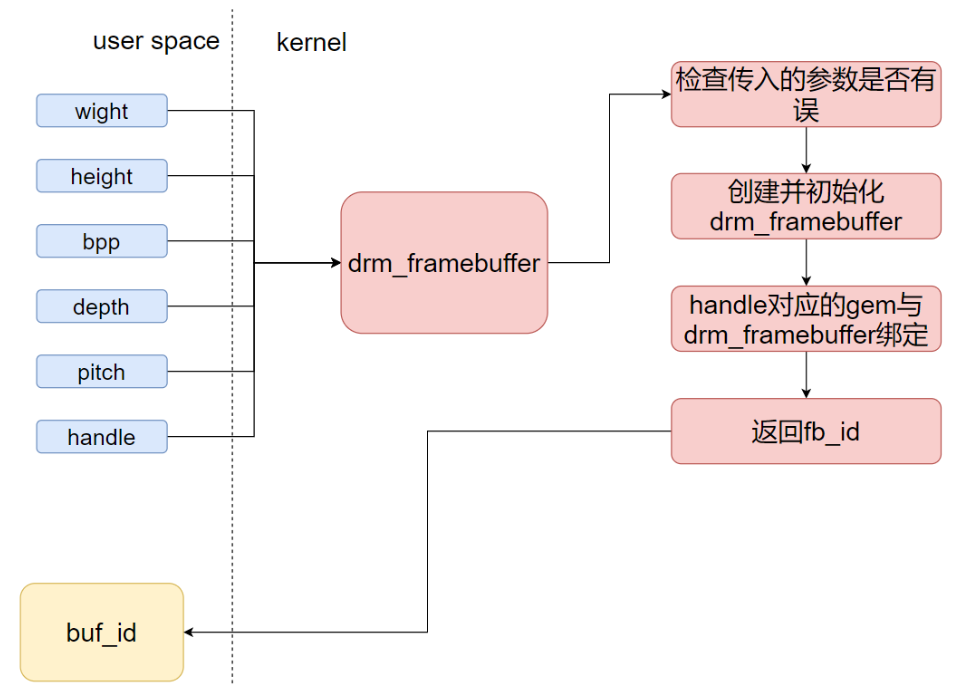 user space
kernel
wight
height
bpp
depth
pitch
handle
drm_framebuffer
检查传入的参数是否有
误
创建并初始化
drm_framebuffer
handle对应的gem与
drm_framebuffer绑定
返回fb_id
buf_id